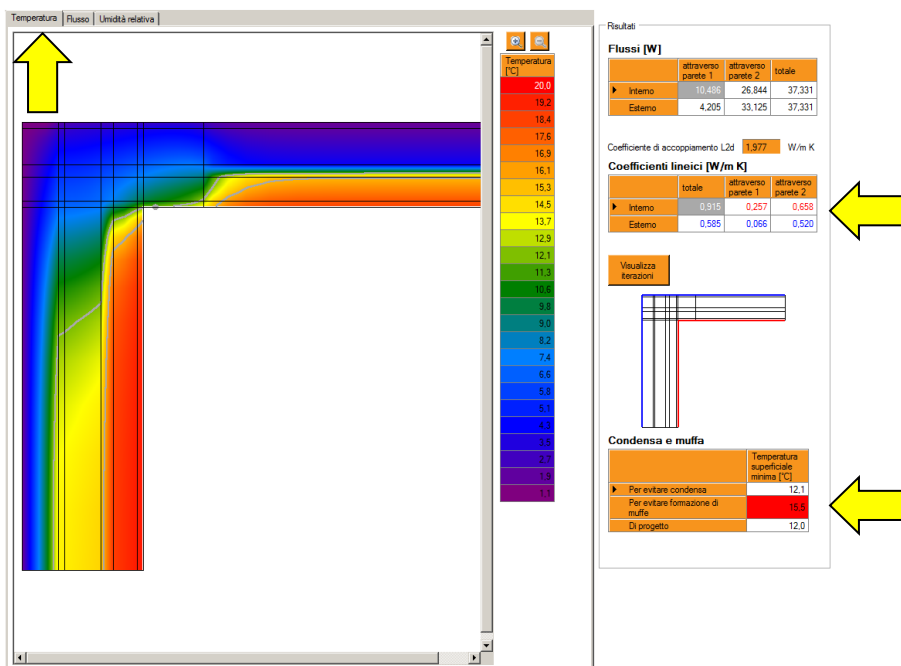 Temperatura Flusso Umidità relativa
Temperatura
[°C]
20,0
19,2
18,4
17,6
16,9
16,1
15,3
14,5
13,7
12,9
12,1
11,3
10,6
9,8
9,0
8,2
7,4
6,6
5,8
5,1
4,3
3,5
2,7
1,9
1,1
Risultati
Flussi [W]
attraverso parete 1 attraverso parete 2 totale
Interno 10,486 26,844 37,331
Esterno 4,205 33,125 37,331
Coefficiente di accoppiamento L2d 1,977 W/m K
Coefficienti lineici [W/m K]
totale attraverso parete 1 attraverso parete 2
Interno 0,915 0,257 0,658
Esterno 0,585 0,066 0,520
Visualizza
iterazioni
Condensa e muffa
Temperatura
superficiale
minima [°C]
Per evitare condensa 12,1
Per evitare formazione di
muffe 15,5
Di progetto 12,0